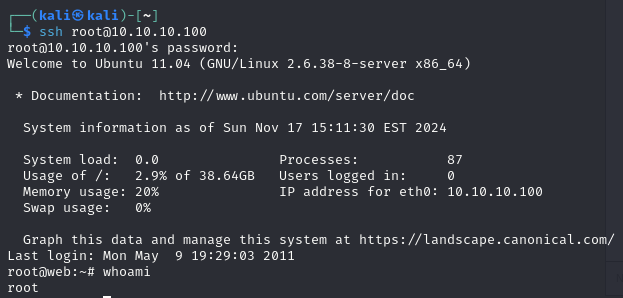 ┌──(kali㉿kali)-[~]
└─$ ssh root@10.10.10.100
root@10.10.10.100's password:
Welcome to Ubuntu 11.04 (GNU/Linux 2.6.38-8-server x86_64)
* Documentation:  http://www.ubuntu.com/server/doc
System information as of Sun Nov 17 15:11:30 EST 2024
System load:  0.0               Processes:           87
Usage of /:   2.9% of 38.64GB   Users logged in:     0
Memory usage: 20%               IP address for eth0: 10.10.10.100
Swap usage:   0%
Graph this data and manage this system at https://landscape.canonical.com/
Last login: Mon May  9 19:29:03 2011
root@web:~# whoami
root